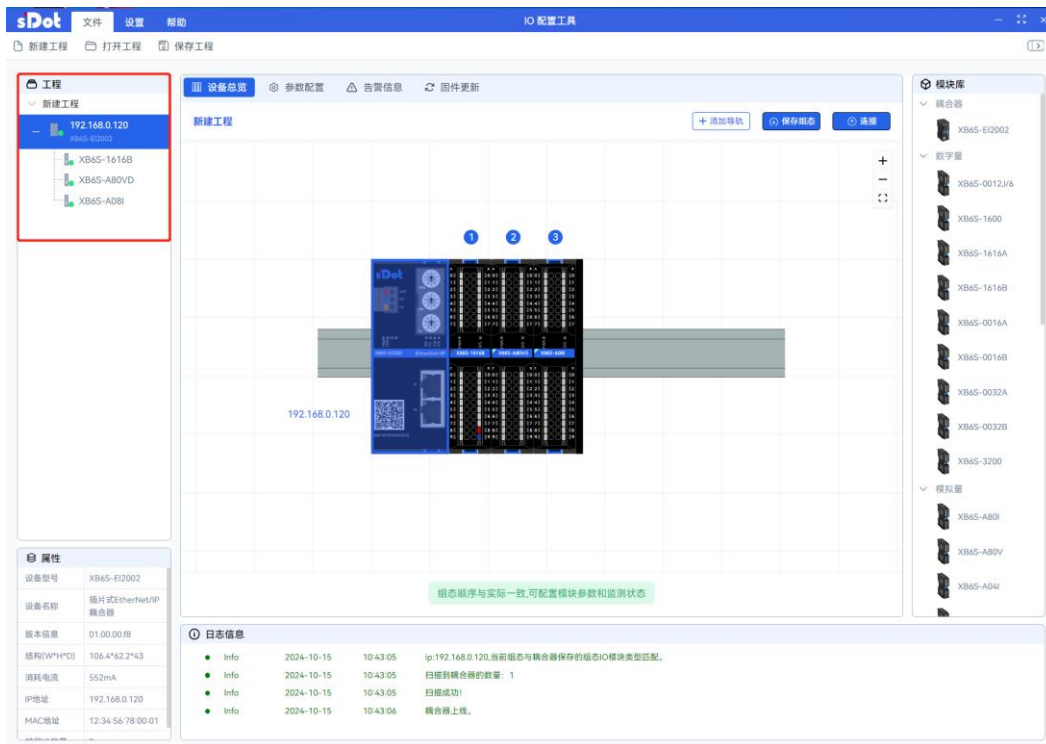 sDot 文件 设置 帮助 IO 配置工具
新建工程 打开工程 保存工程
工程
新建工程
192.168.0.120
XB6S-EI2002
XB6S-1616B
XB6S-A80VD
XB6S-A08I
设备总览 参数配置 告警信息 固件更新
新建工程 + 添加导轨 保存组态 连接
1 2 3
sDot
XB6S-EI2002 EtherNet/IP XB6S-1616B XB6S-A80VD XB6S-A08I
192.168.0.120
组态顺序与实际一致,可配置模块参数和监测状态
模块库
耦合器
XB6S-EI2002
数字量
XB6S-0012J/6
XB6S-1600
XB6S-1616A
XB6S-1616B
XB6S-0016A
XB6S-0016B
XB6S-0032A
XB6S-0032B
XB6S-3200
模拟量
XB6S-A80I
XB6S-A80V
XB6S-A04I
属性
设备型号 XB6S-EI2002
设备名称 插片式EtherNet/IP
耦合器
版本信息 01.00.00.f8
结构(W*H*D) 106.4*62.2*43
消耗电流 552mA
IP地址 192.168.0.120
MAC地址 12:34:56:78:00:01
日志信息
Info 2024-10-15 10:43:05 ip:192.168.0.120,当前组态与耦合器保存的组态IO模块类型匹配。
Info 2024-10-15 10:43:05 扫描到耦合器的数量: 1
Info 2024-10-15 10:43:05 扫描成功!
Info 2024-10-15 10:43:06 耦合器上线。